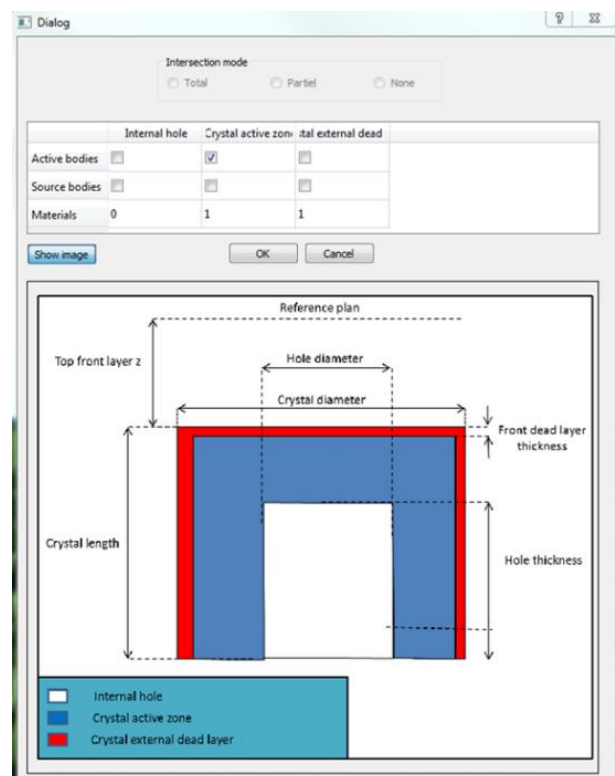 Dialog
Intersection mode
Total Partiel None
Internal hole Crystal active zon tal external dead
Active bodies
Source bodies
Materials 0 1 1
Show image OK Cancel
Reference plan
Top front layer z
Hole diameter
Crystal diameter
Front dead layer
thickness
Crystal length
Hole thickness
Internal hole
Crystal active zone
Crystal external dead layer